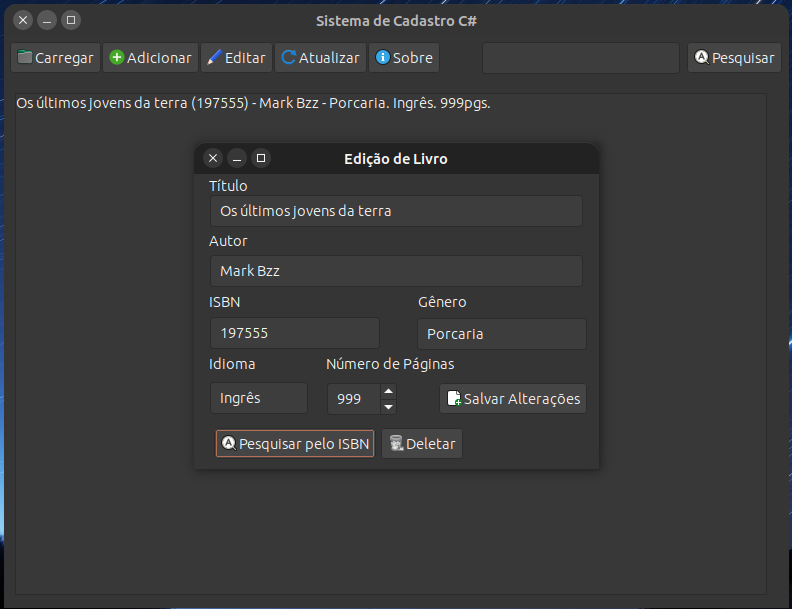 Sistema de Cadastro C#
Carregar Adicionar Editar Atualizar Sobre Pesquisar
Os últimos jovens da terra (197555) - Mark Bzz - Porcaria. Ingrês. 999pgs.
Edição de Livro
Título
Os últimos jovens da terra
Autor
Mark Bzz
ISBN Gênero
197555 Porcaria
Idioma Número de Páginas
Ingrês 999 Salvar Alterações
Pesquisar pelo ISBN Deletar